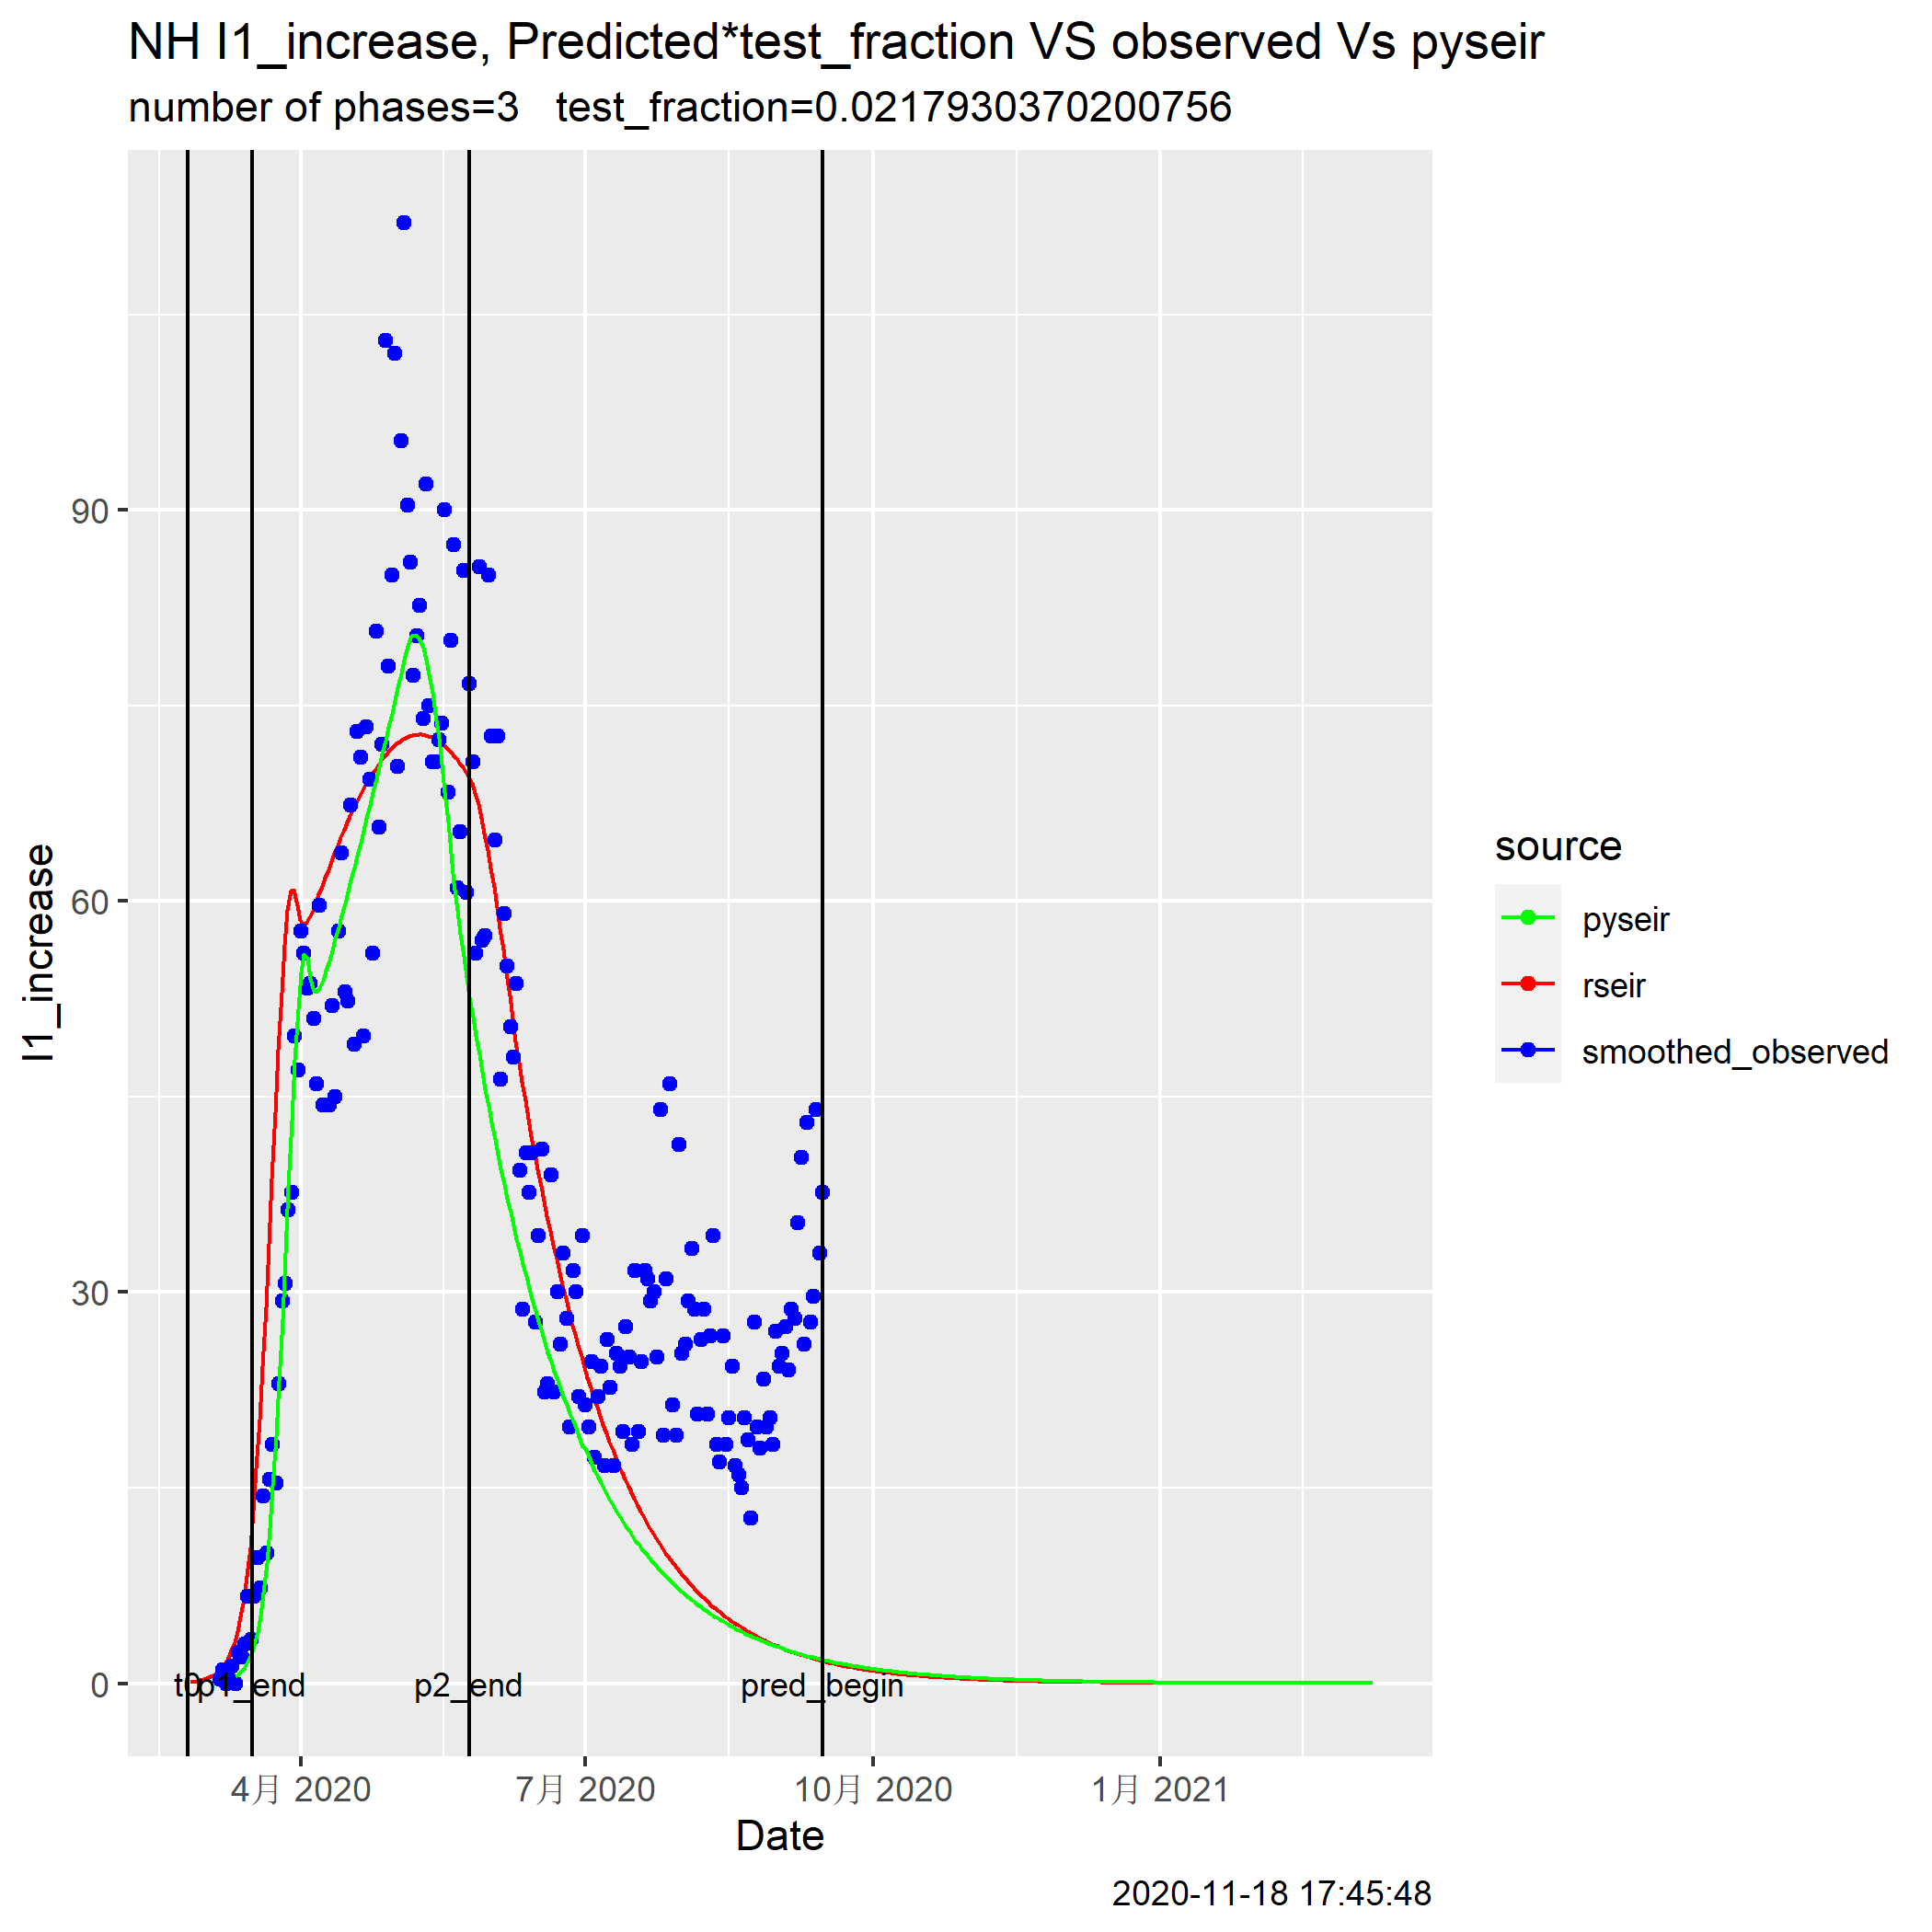 NH I1_increase, Predicted*test_fraction VS observed Vs pyseir
number of phases=3   test_fraction=0.0217930370200756
I1_increase
90
60
30
0
t0 p1_end
p2_end
pred_begin
4月 2020
7月 2020
10月 2020
1月 2021
Date
source
pyseir
rseir
smoothed_observed
2020-11-18 17:45:48